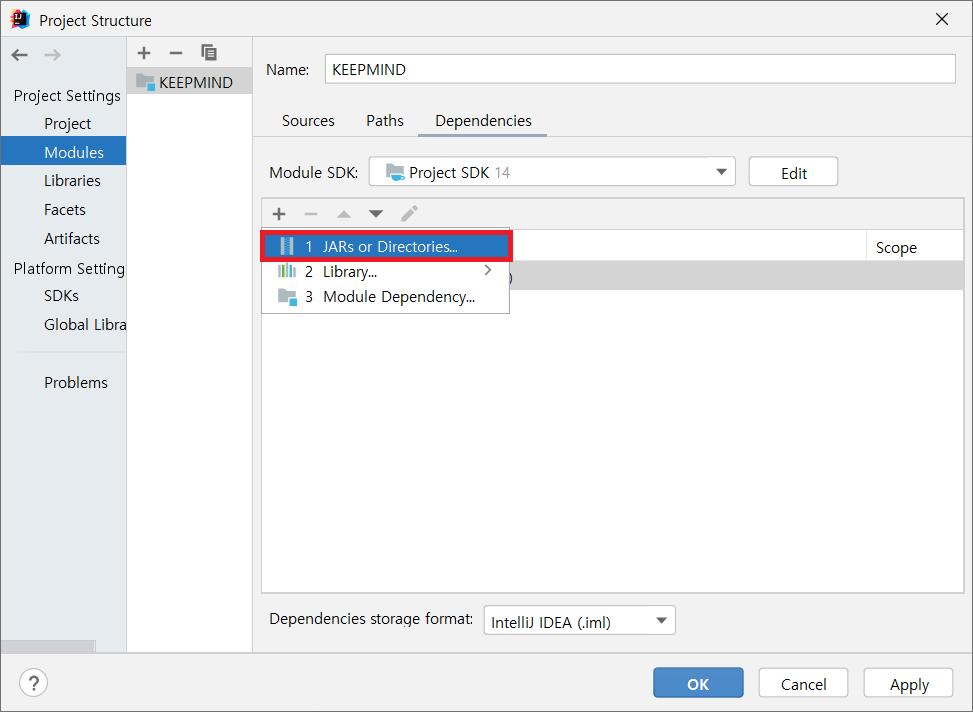 Project Structure
Project Settings
Project
Modules
Libraries
Facets
Artifacts
Platform Setting
SDKs
Global Libra
Problems
KEEPMIND
Name: KEEPMIND
Sources Paths Dependencies
Module SDK: Project SDK 14 Edit
Scope
1 JARs or Directories...
2 Library...
3 Module Dependency...
)
Dependencies storage format: IntelliJ IDEA (.iml)
? OK Cancel Apply